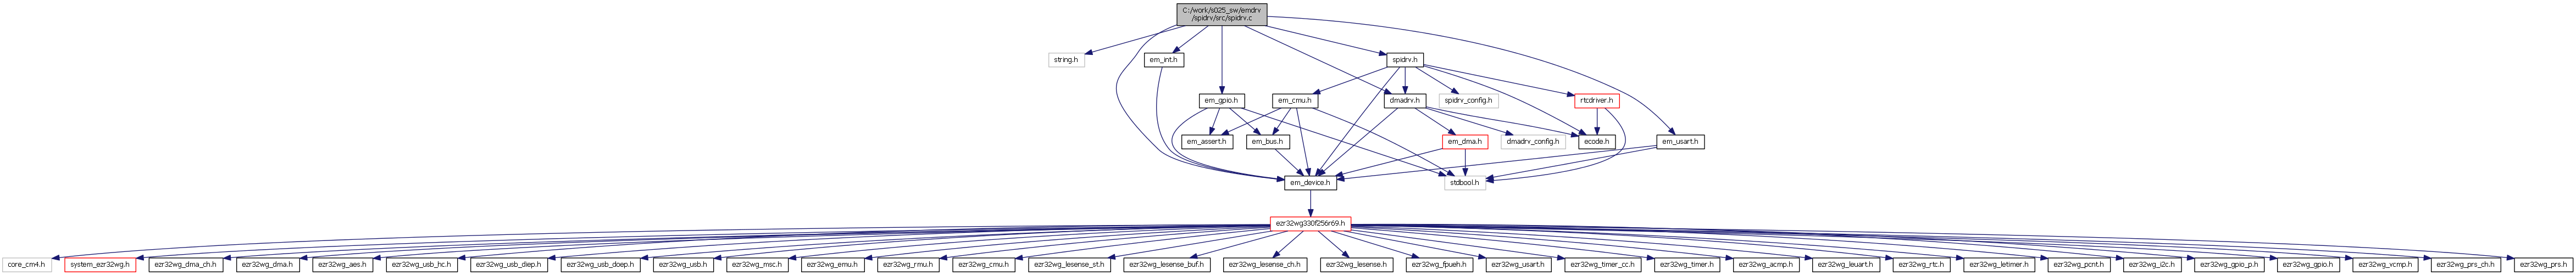 C:/work/s025_sw/emdrv
/spidrv/src/spidrv.c
string.h
em_int.h
spidrv.h
em_gpio.h
em_cmu.h
dmadrv.h
spidrv_config.h
rtcdriver.h
em_assert.h
em_bus.h
em_dma.h
dmadrv_config.h
ecode.h
em_usart.h
em_device.h
stdbool.h
ezr32wg330f256r69.h
core_cm4.h
system_ezr32wg.h
ezr32wg_dma_ch.h
ezr32wg_dma.h
ezr32wg_aes.h
ezr32wg_usb_hc.h
ezr32wg_usb_diep.h
ezr32wg_usb_doep.h
ezr32wg_usb.h
ezr32wg_msc.h
ezr32wg_emu.h
ezr32wg_rmu.h
ezr32wg_cmu.h
ezr32wg_lesense_st.h
ezr32wg_lesense_buf.h
ezr32wg_lesense_ch.h
ezr32wg_lesense.h
ezr32wg_fpueh.h
ezr32wg_usart.h
ezr32wg_timer_cc.h
ezr32wg_timer.h
ezr32wg_acmp.h
ezr32wg_leuart.h
ezr32wg_rtc.h
ezr32wg_letimer.h
ezr32wg_pcnt.h
ezr32wg_i2c.h
ezr32wg_gpio_p.h
ezr32wg_gpio.h
ezr32wg_vcmp.h
ezr32wg_prs_ch.h
ezr32wg_prs.h